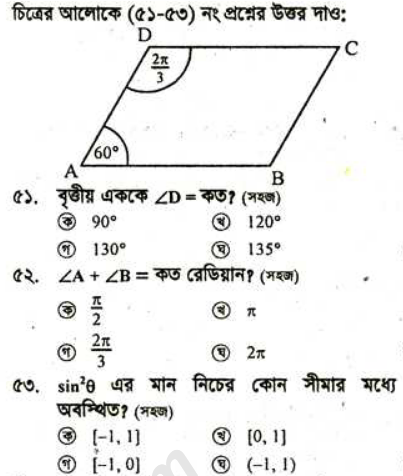 চিত্রের আলোকে (৫১-৫৩) নং প্রশ্নের উত্তর দাও:
D
C
2π/3
60°
A
B
৫১. বৃত্তীয় এককে ∠D = কত? (সহজ)
ক 90° খ 120°
গ 130° ঘ 135°
৫২. ∠A + ∠B = কত রেডিয়ান? (সহজ)
ক π/2 খ π
গ 2π/3 ঘ 2π
৫৩. sin²θ এর মান নিচের কোন সীমার মধ্যে
অবস্থিত? (সহজ)
ক [−1, 1] খ [0, 1]
গ [−1, 0] ঘ (−1, 1)